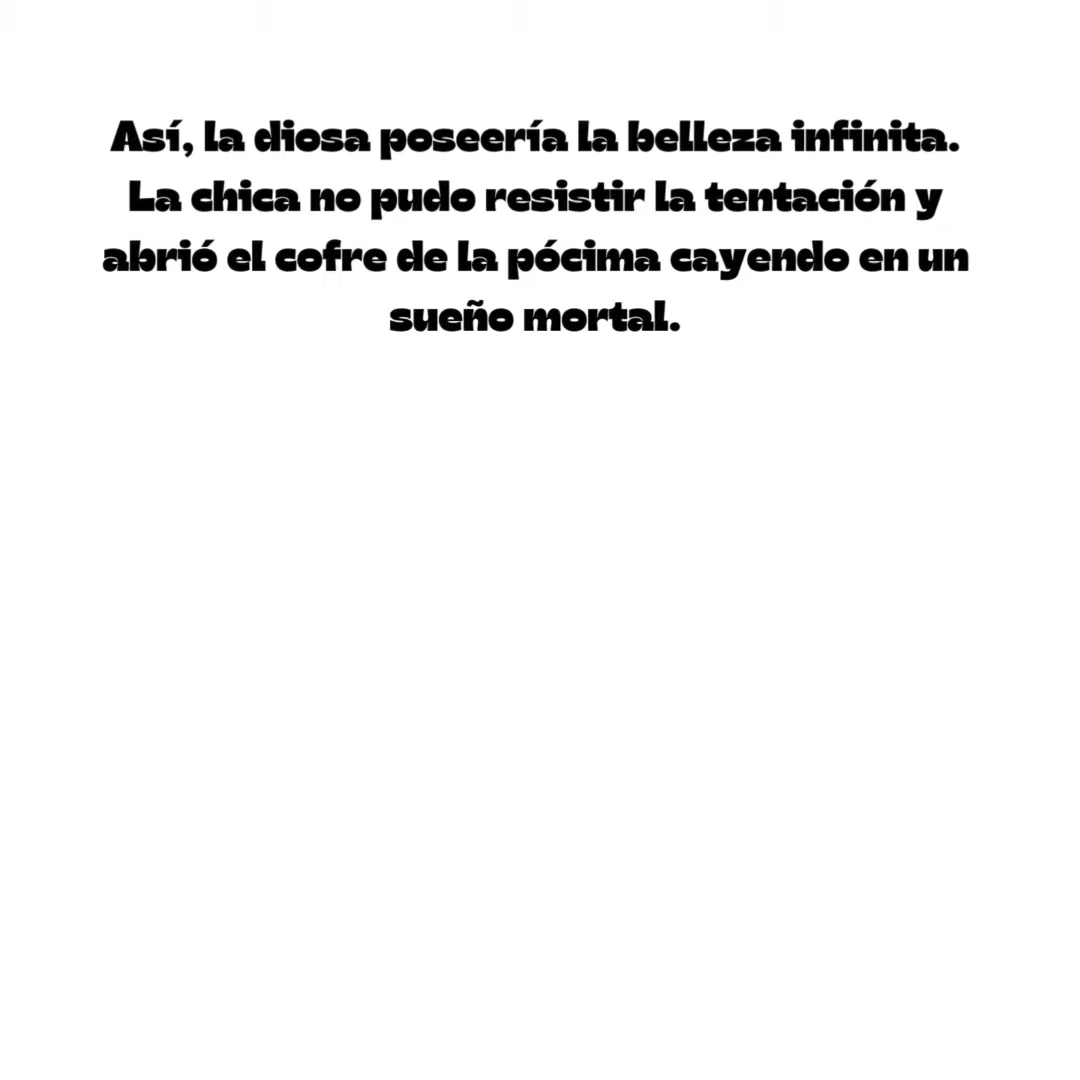 Así, la diosa poseería la belleza infinita.
La chica no pudo resistir la tentación y
abrió el cofre de la pócima cayendo en un
sueño mortal.